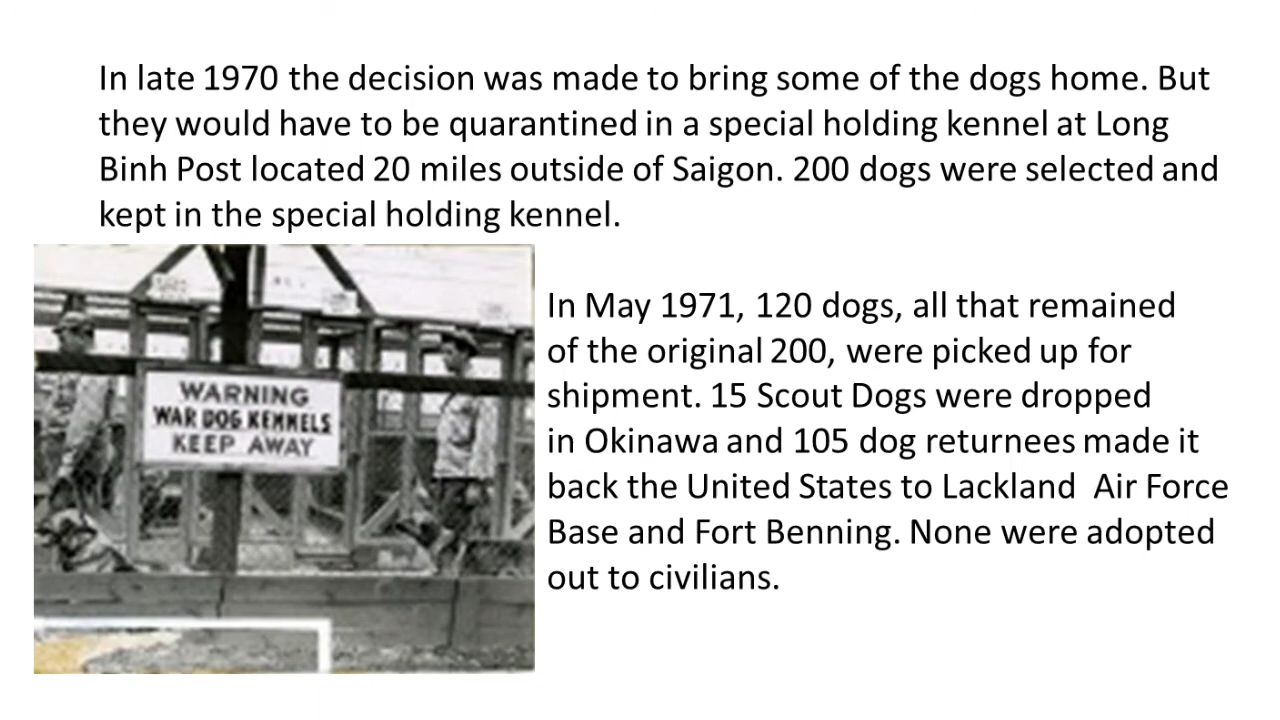 In late 1970 the decision was made to bring some of the dogs home. But
they would have to be quarantined in a special holding kennel at Long
Binh Post located 20 miles outside of Saigon. 200 dogs were selected and
kept in the special holding kennel.
WARNING
WAR DOG KENNELS
KEEP AWAY
In May 1971, 120 dogs, all that remained
of the original 200, were picked up for
shipment. 15 Scout Dogs were dropped
in Okinawa and 105 dog returnees made it
back the United States to Lackland  Air Force
Base and Fort Benning. None were adopted
out to civilians.